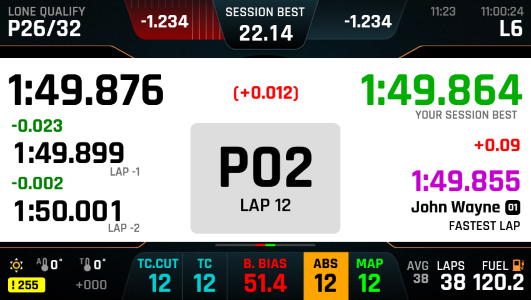 LONE QUALIFY
P26/32
-1.234
SESSION BEST
22.14
-1.234
11:23
11:00:24
L6
1:49.876
(+0.012)
1:49.864
YOUR SESSION BEST
-0.023
1:49.899
LAP -1
-0.002
1:50.001
LAP -2
P02
LAP 12
+0.09
1:49.855
John Wayne 01
FASTEST LAP
A 0°
T 0°
! 255
+000
TC.CUT
12
TC
12
B. BIAS
51.4
ABS
12
MAP
12
AVG
38
LAPS
38
FUEL
120.2